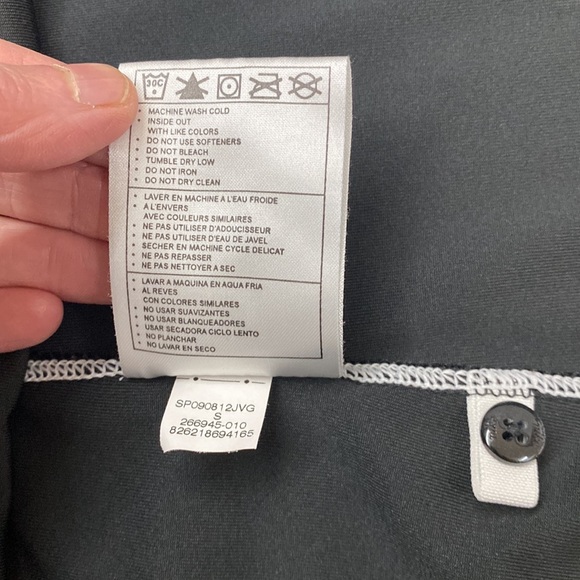 30C
MACHINE WASH COLD
INSIDE OUT
WITH LIKE COLORS
DO NOT USE SOFTENERS
DO NOT BLEACH
TUMBLE DRY LOW
DO NOT IRON
DO NOT DRY CLEAN
LAVER EN MACHINE A L'EAU FROIDE
A L'ENVERS
AVEC COULEURS SIMILAIRES
NE PAS UTILISER D'ADOUCISSEUR
NE PAS UTILISER D'EAU DE JAVEL
SECHER EN MACHINE CYCLE DELICAT
NE PAS REPASSER
NE PAS NETTOYER A SEC
LAVAR A MAQUINA EN AQUA FRIA
AL REVES
CON COLORES SIMILARES
NO USAR SUAVIZANTES
NO USAR BLANQUEADORES
USAR SECADORA CICLO LENTO
NO PLANCHAR
NO LAVAR EN SECO
SP090812JVG
S
266945-010
826218694165